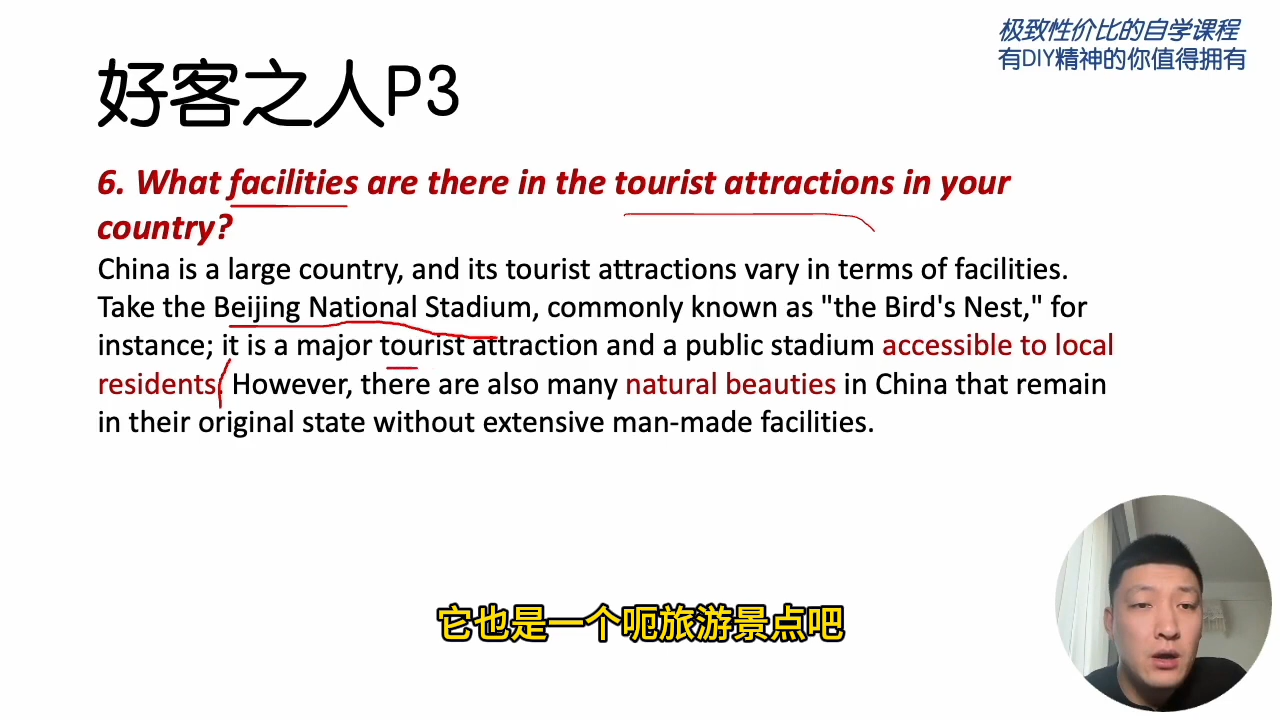 极致性价比的自学课程
有DIY精神的你值得拥有
好客之人P3
6. What facilities are there in the tourist attractions in your
country?
China is a large country, and its tourist attractions vary in terms of facilities.
Take the Beijing National Stadium, commonly known as "the Bird's Nest," for
instance; it is a major tourist attraction and a public stadium accessible to local
residents. However, there are also many natural beauties in China that remain
in their original state without extensive man-made facilities.
它也是一个呃旅游景点吧